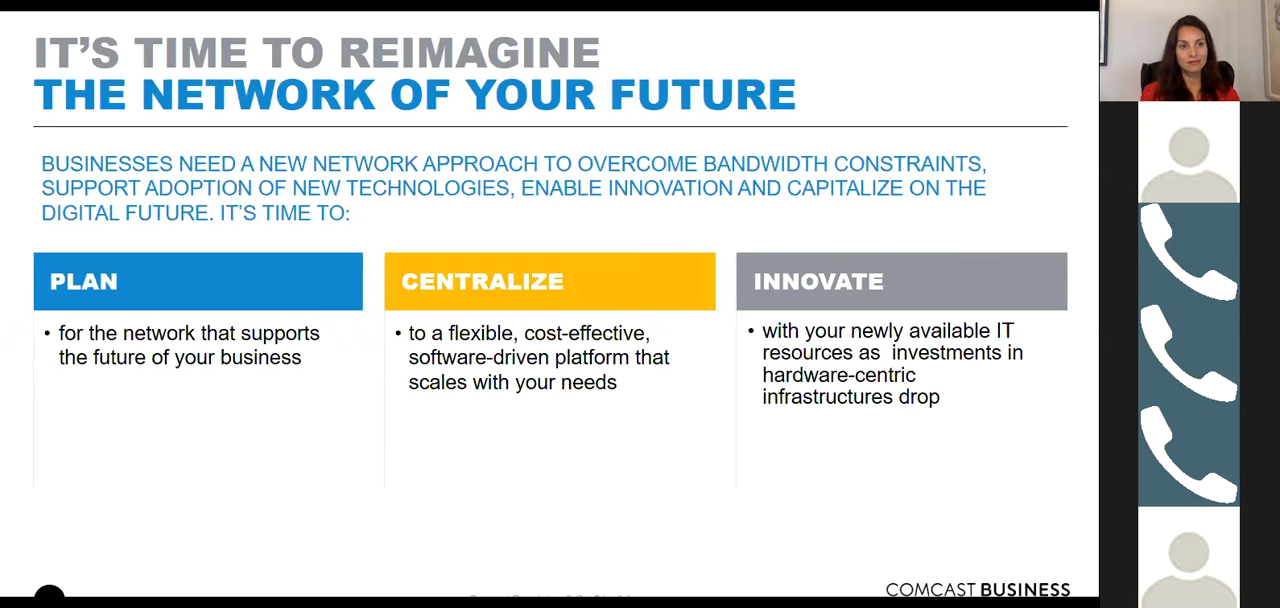 IT'S TIME TO REIMAGINE
THE NETWORK OF YOUR FUTURE
BUSINESSES NEED A NEW NETWORK APPROACH TO OVERCOME BANDWIDTH CONSTRAINTS,
SUPPORT ADOPTION OF NEW TECHNOLOGIES, ENABLE INNOVATION AND CAPITALIZE ON THE
DIGITAL FUTURE. IT'S TIME TO:
PLAN
• for the network that supports
the future of your business
CENTRALIZE
• to a flexible, cost-effective,
software-driven platform that
scales with your needs
INNOVATE
• with your newly available IT
resources as investments in
hardware-centric
infrastructures drop
COMCAST BUSINESS